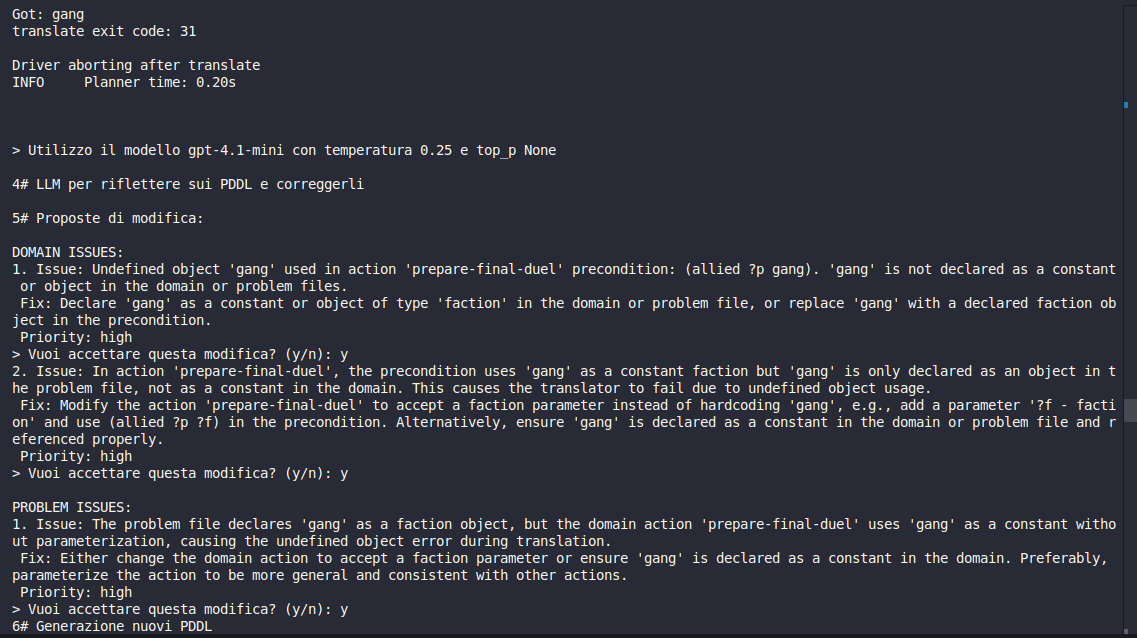 Got: gang
translate exit code: 31
Driver aborting after translate
INFO     Planner time: 0.20s
> Utilizzo il modello gpt-4.1-mini con temperatura 0.25 e top_p None
4# LLM per riflettere sui PDDL e correggerli
5# Proposte di modifica:
DOMAIN ISSUES:
1. Issue: Undefined object 'gang' used in action 'prepare-final-duel' precondition: (allied ?p gang). 'gang' is not declared as a constant
 or object in the domain or problem files.
 Fix: Declare 'gang' as a constant or object of type 'faction' in the domain or problem file, or replace 'gang' with a declared faction ob
ject in the precondition.
 Priority: high
> Vuoi accettare questa modifica? (y/n): y
2. Issue: In action 'prepare-final-duel', the precondition uses 'gang' as a constant faction but 'gang' is only declared as an object in t
he problem file, not as a constant in the domain. This causes the translator to fail due to undefined object usage.
 Fix: Modify the action 'prepare-final-duel' to accept a faction parameter instead of hardcoding 'gang', e.g., add a parameter '?f - facti
on' and use (allied ?p ?f) in the precondition. Alternatively, ensure 'gang' is declared as a constant in the domain or problem file and r
eferenced properly.
 Priority: high
> Vuoi accettare questa modifica? (y/n): y
PROBLEM ISSUES:
1. Issue: The problem file declares 'gang' as a faction object, but the domain action 'prepare-final-duel' uses 'gang' as a constant witho
ut parameterization, causing the undefined object error during translation.
 Fix: Either change the domain action to accept a faction parameter or ensure 'gang' is declared as a constant in the domain. Preferably,
parameterize the action to be more general and consistent with other actions.
 Priority: high
> Vuoi accettare questa modifica? (y/n): y
6# Generazione nuovi PDDL